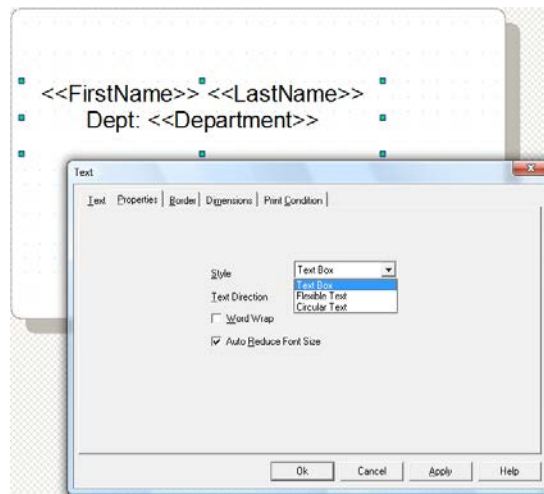 <<FirstName>> <<LastName>>
Dept: <<Department>>
Text
Text Properties Border Dimensions Print Condition
Style Text Box
Text Box
Text Direction Flexible Text
Circular Text
Word Wrap
Auto Reduce Font Size
Ok Cancel Apply Help